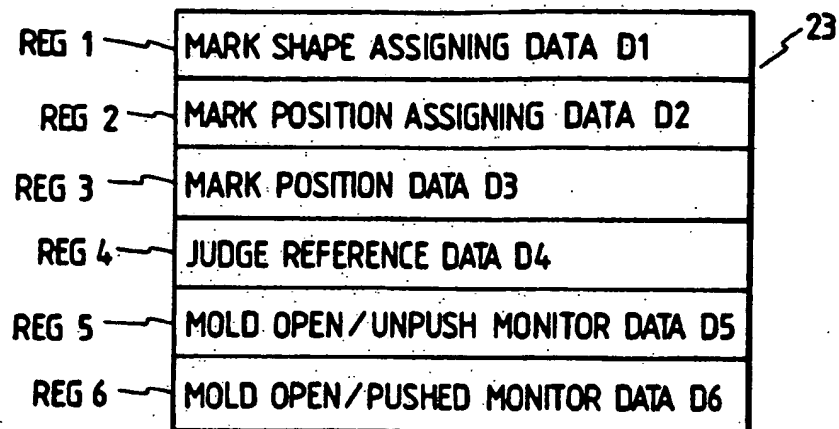 23
REG 1 MARK SHAPE ASSIGNING DATA D1
REG 2 MARK POSITION ASSIGNING DATA D2
REG 3 MARK POSITION DATA D3
REG 4 JUDGE REFERENCE DATA D4
REG 5 MOLD OPEN/UNPUSH MONITOR DATA D5
REG 6 MOLD OPEN/PUSHED MONITOR DATA D6